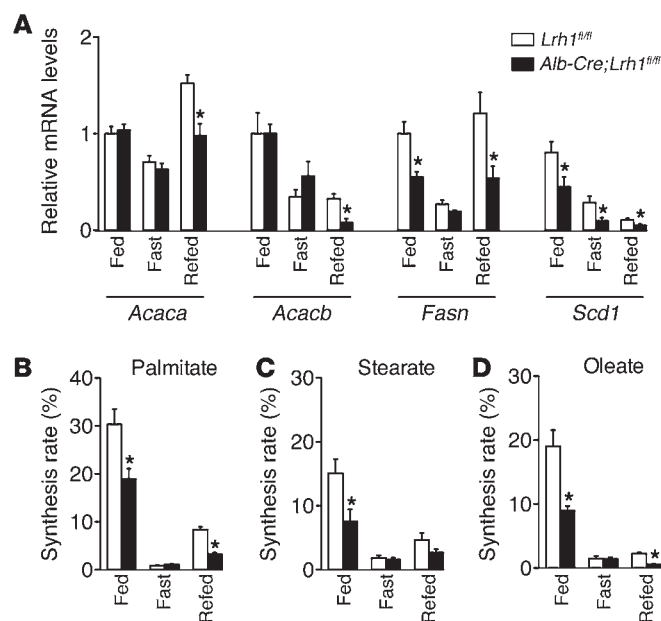 A
Relative mRNA levels
2
1
0
Lrh1fl/fl
Alb-Cre;Lrh1fl/fl
*
*
*
*
*
*
*
Fed
Fast
Refed
Fed
Fast
Refed
Fed
Fast
Refed
Fed
Fast
Refed
Acaca
Acacb
Fasn
Scd1
B
Palmitate
Synthesis rate (%)
40
30
20
10
0
*
*
Fed
Fast
Refed
C
Stearate
Synthesis rate (%)
30
20
10
0
*
Fed
Fast
Refed
D
Oleate
Synthesis rate (%)
30
20
10
0
*
*
Fed
Fast
Refed